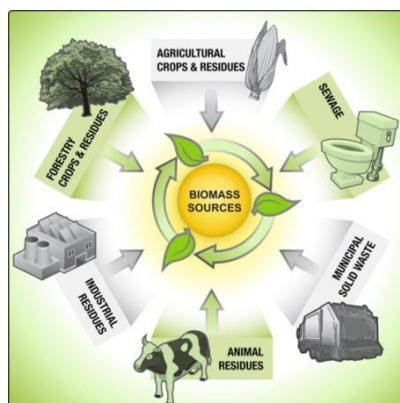 AGRICULTURAL
CROPS & RESIDUES
SEWAGE
MUNICIPAL
SOLID WASTE
ANIMAL
RESIDUES
INDUSTRIAL
RESIDUES
FORESTRY
CROPS & RESIDUES
BIOMASS
SOURCES